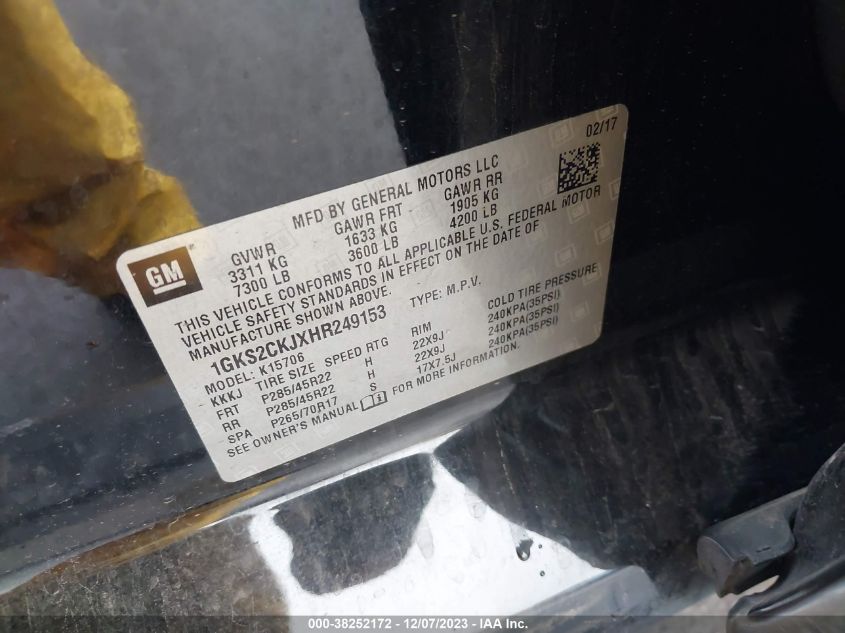 02/17
MFD BY GENERAL MOTORS LLC
GM
GVWR GAWR FRT GAWR RR
3311 KG 1633 KG 1905 KG
7300 LB 3600 LB 4200 LB
THIS VEHICLE CONFORMS TO ALL APPLICABLE U.S. FEDERAL MOTOR
VEHICLE SAFETY STANDARDS IN EFFECT ON THE DATE OF
MANUFACTURE SHOWN ABOVE.
1GKS2CKJXHR249153 TYPE: M.P.V.
MODEL: K15706
KKKJ TIRE SIZE SPEED RTG RIM COLD TIRE PRESSURE
FRT P285/45R22 H 22X9J 240KPA(35PSI)
RR P285/45R22 H 22X9J 240KPA(35PSI)
SPA P265/70R17 S 17X7.5J 240KPA(35PSI)
SEE OWNER'S MANUAL FOR MORE INFORMATION.
000-38252172 - 12/07/2023 - IAA Inc.